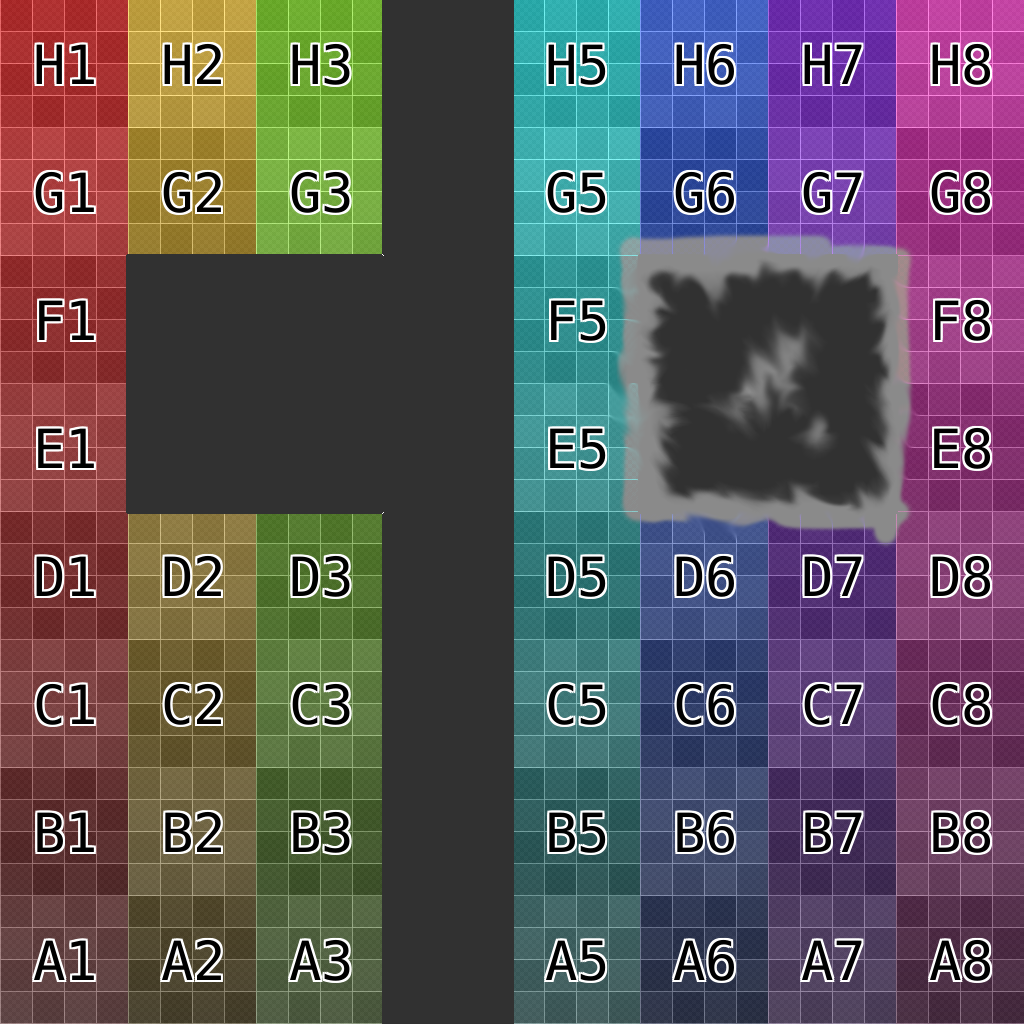 H1 H2 H3 H5 H6 H7 H8
G1 G2 G3 G5 G6 G7 G8
F1 F5 F8
E1 E5 E8
D1 D2 D3 D5 D6 D7 D8
C1 C2 C3 C5 C6 C7 C8
B1 B2 B3 B5 B6 B7 B8
A1 A2 A3 A5 A6 A7 A8